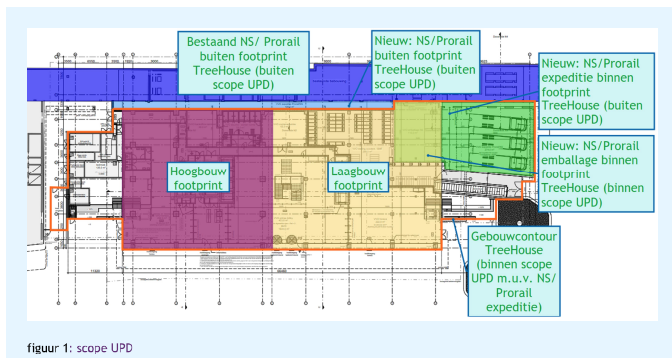 Bestaand NS/ Prorail
buiten footprint
TreeHouse (buiten
scope UPD)
Nieuw: NS/Prorail
buiten footprint
TreeHouse (buiten
scope UPD)
Nieuw: NS/Prorail
expeditie binnen
footprint
TreeHouse (buiten
scope UPD)
Nieuw: NS/Prorail
emballage binnen
footprint
TreeHouse (binnen
scope UPD)
Hoogbouw
footprint
Laagbouw
footprint
Gebouwcontour
TreeHouse
(binnen scope
UPD m.u.v. NS/
Prorail
expeditie)
figuur 1: scope UPD